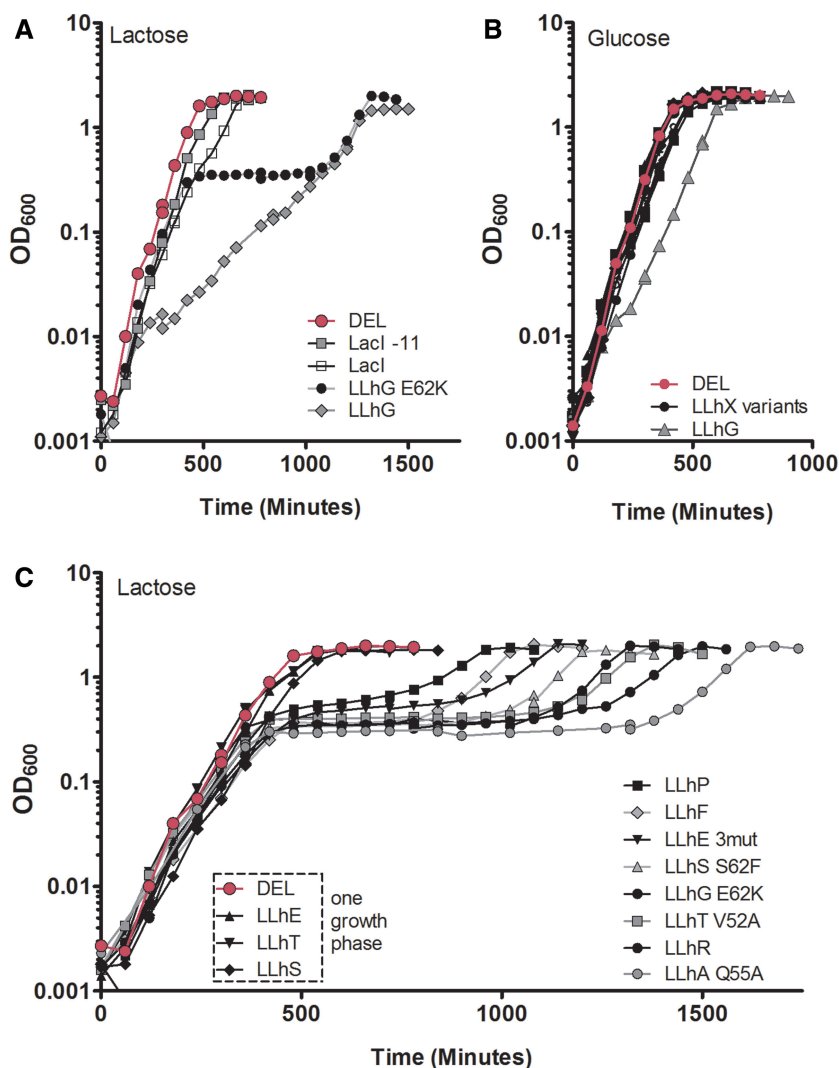 A
Lactose
10
1
0.1
0.01
0.001
OD600
0
500
1000
1500
Time (Minutes)
DEL
LacI -11
LacI
LLhG E62K
LLhG
B
Glucose
10
1
0.1
0.01
0.001
OD600
0
500
1000
Time (Minutes)
DEL
LLhX variants
LLhG
C
Lactose
10
1
0.1
0.01
0.001
OD600
0
500
1000
1500
Time (Minutes)
DEL
LLhE
LLhT
LLhS
one
growth
phase
LLhP
LLhF
LLhE 3mut
LLhS S62F
LLhG E62K
LLhT V52A
LLhR
LLhA Q55A